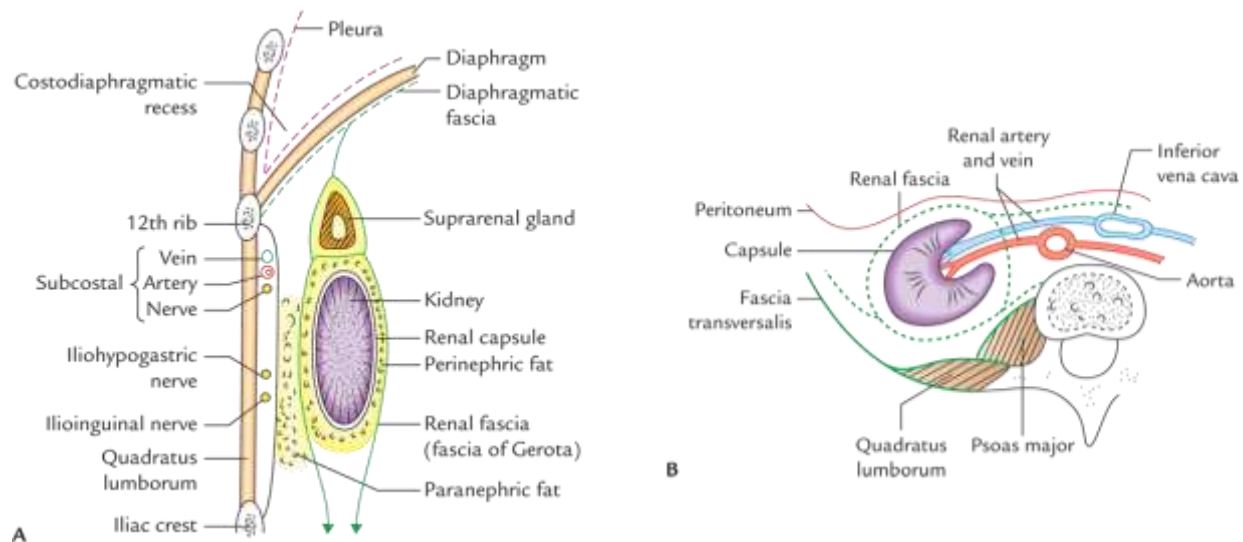 Pleura
Diaphragm
Costodiaphragmatic
recess
Diaphragmatic
fascia
12th rib
Suprarenal gland
Vein
Subcostal
Artery
Nerve
Kidney
Renal capsule
Perinephric fat
Iliohypogastric
nerve
Ilioinguinal nerve
Renal fascia
(fascia of Gerota)
Quadratus
lumborum
Paranephric fat
Iliac crest
A
Renal artery
and vein
Inferior
vena cava
Renal fascia
Peritoneum
Capsule
Aorta
Fascia
transversalis
Quadratus
lumborum
Psoas major
B